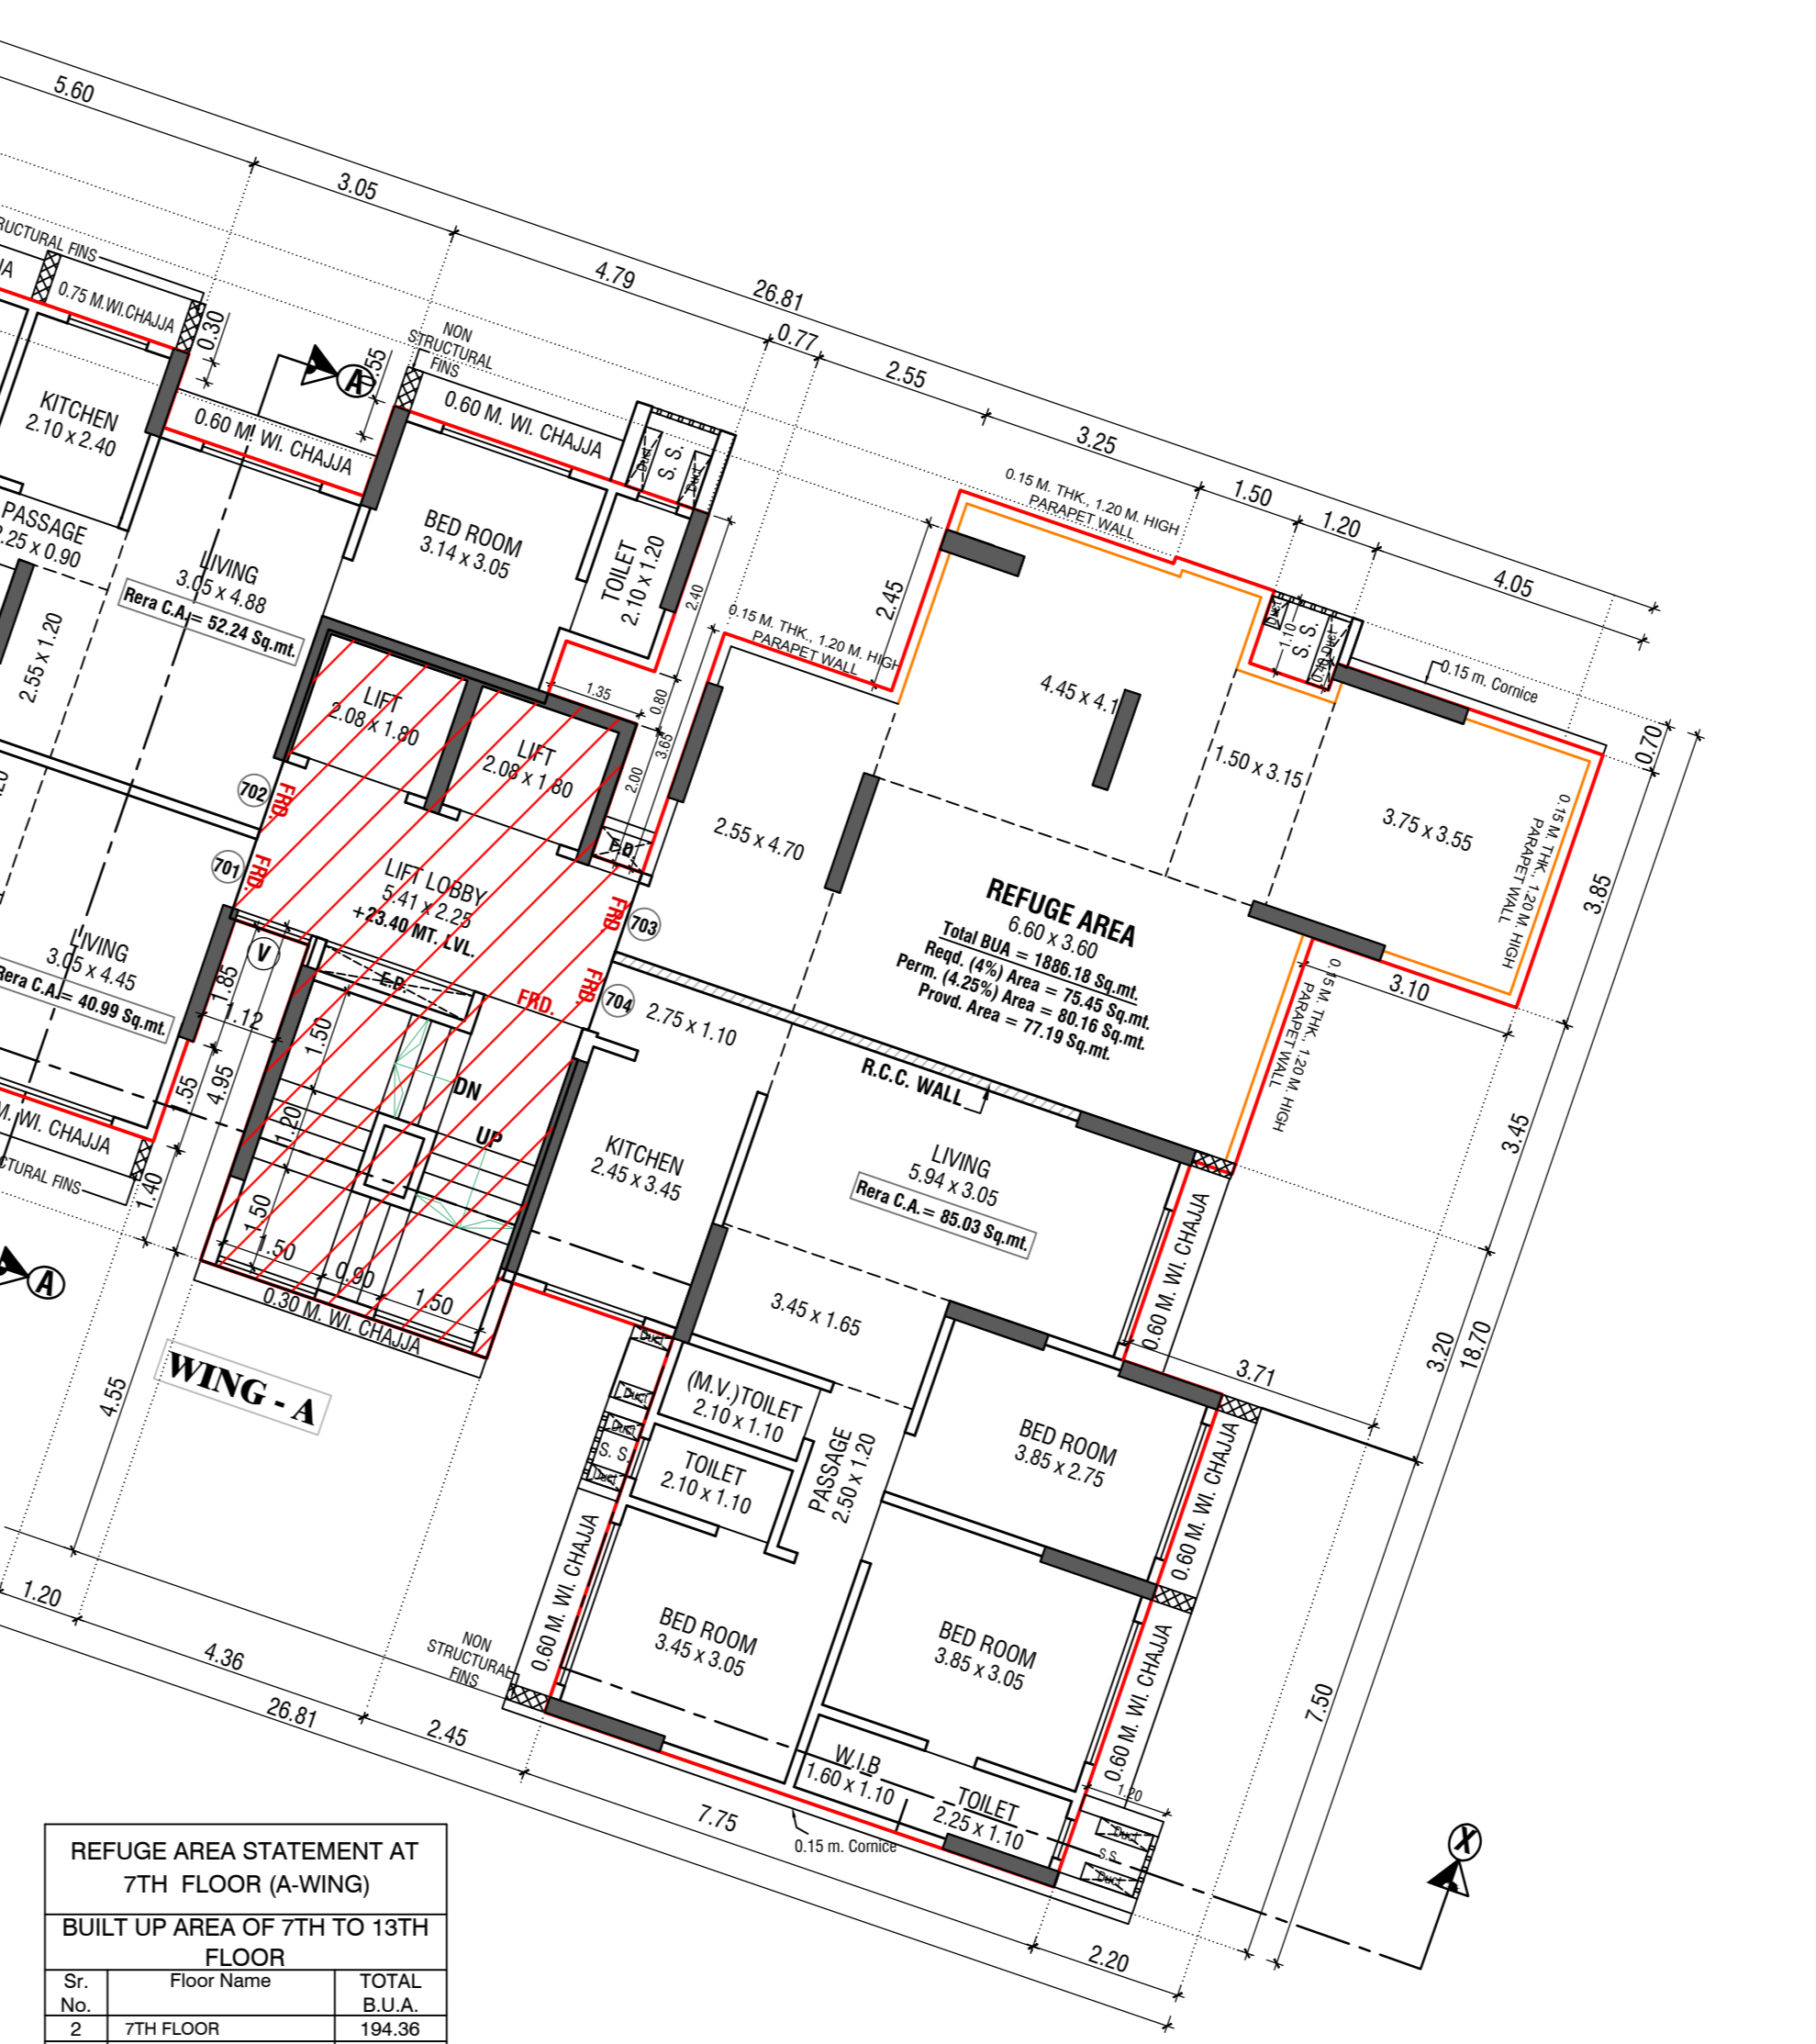 5.60
3.05
4.79
26.81
0.77
2.55
3.25
1.50
1.20
4.05
FINS
0.75 M.WI.CHAJJA
0.30
A
NON
STRUCTURAL
FINS
0.60 M. WI. CHAJJA
0.60 M. WI. CHAJJA
KITCHEN
2.10 x 2.40
PASSAGE
LIVING
3.05 x 4.88
Rera C.A.= 52.24 Sq.mt.
2.55 x 1.20
BED ROOM
3.14 x 3.05
Duct
S. S.
Duct
TOILET
2.10 x 1.20
2.40
0.15 M. THK., 1.20 M. HIGH
PARAPET WALL
2.45
0.15 M. THK., 1.20 M. HIGH
PARAPET WALL
Duct
1.10
S. S.
Duct
0.15 m. Cornice
0.70
LIFT
2.08 x 1.80
LIFT
2.08 x 1.80
1.35
0.80
3.65
2.00
E.D.
1.50 x 3.15
3.75 x 3.55
0.15 M. THK., 1.20 M. HIGH
PARAPET WALL
3.85
2.55 x 4.70
702
FRD.
701
FRD.
LIFT LOBBY
5.41 x 2.25
+23.40 MT. LVL.
FRD.
703
FRD.
704
REFUGE AREA
6.60 x 3.60
Total BUA = 1886.18 Sq.mt.
Reqd. (4%) Area = 75.45 Sq.mt.
Perm. (4.25%) Area = 80.16 Sq.mt.
Provd. Area = 77.19 Sq.mt.
3.10
0.15 M. THK., 1.20 M. HIGH
PARAPET WALL
3.45
LIVING
3.05 x 4.45
Rera C.A.= 40.99 Sq.mt.
V
1.85
1.12
E.D.
FRD.
1.50
DN
UP
1.20
1.50
1.50
0.90
1.50
0.30 M. WI. CHAJJA
4.95
1.40
WI. CHAJJA
FINS
A
2.75 x 1.10
R.C.C. WALL
KITCHEN
2.45 x 3.45
LIVING
5.94 x 3.05
Rera C.A.= 85.03 Sq.mt.
0.60 M. WI. CHAJJA
3.45 x 1.65
3.20
18.70
3.71
WING - A
4.55
Duct
Duct
Duct
S. S.
Duct
(M.V.)TOILET
2.10 x 1.10
TOILET
2.10 x 1.10
PASSAGE
2.50 x 1.20
BED ROOM
3.85 x 2.75
0.60 M. WI. CHAJJA
0.60 M. WI. CHAJJA
BED ROOM
3.45 x 3.05
BED ROOM
3.85 x 3.05
0.60 M. WI. CHAJJA
7.50
1.20
4.36
26.81
2.45
NON
STRUCTURAL
FINS
7.75
W.I.B
1.60 x 1.10
TOILET
2.25 x 1.10
1.20
Duct
S.S.
Duct
0.15 m. Cornice
X
2.20
REFUGE AREA STATEMENT AT
7TH FLOOR (A-WING)
BUILT UP AREA OF 7TH TO 13TH
FLOOR
Sr. No. Floor Name TOTAL B.U.A.
2 7TH FLOOR 194.36